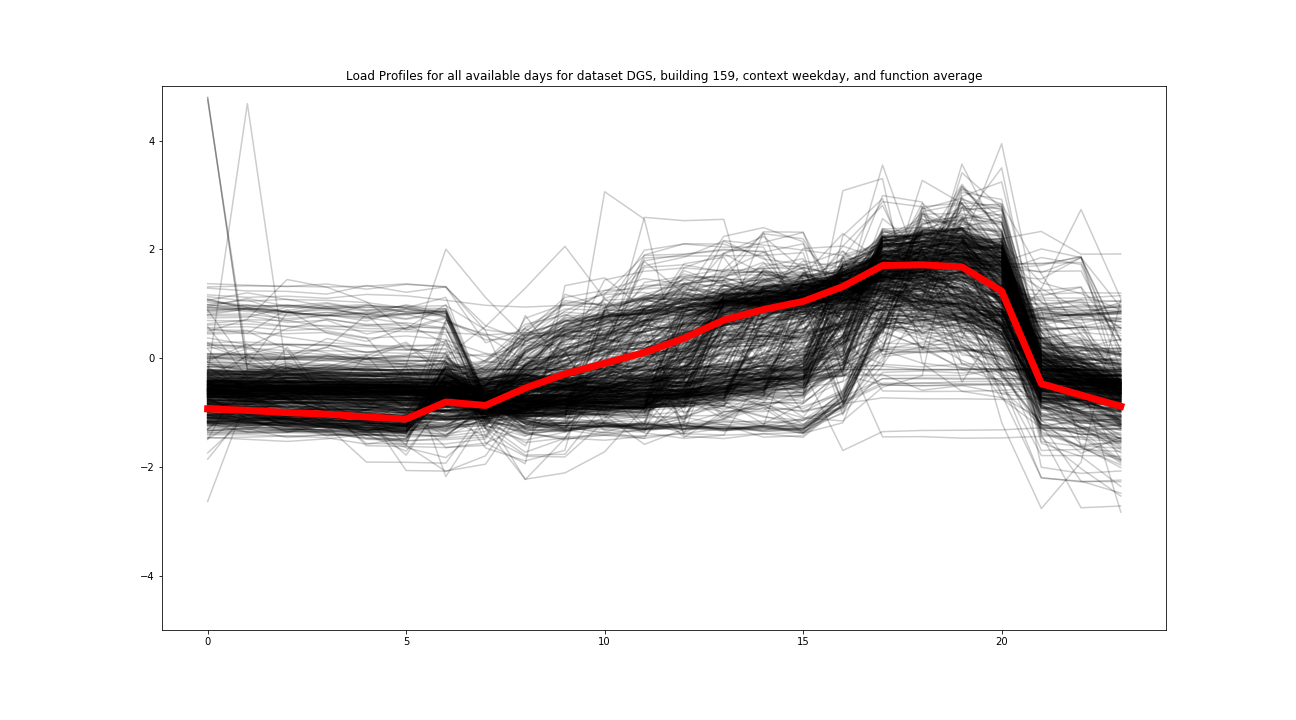 Load Profiles for all available days for dataset DGS, building 159, context weekday, and function average
4
2
0
−2
−4
0 5 10 15 20